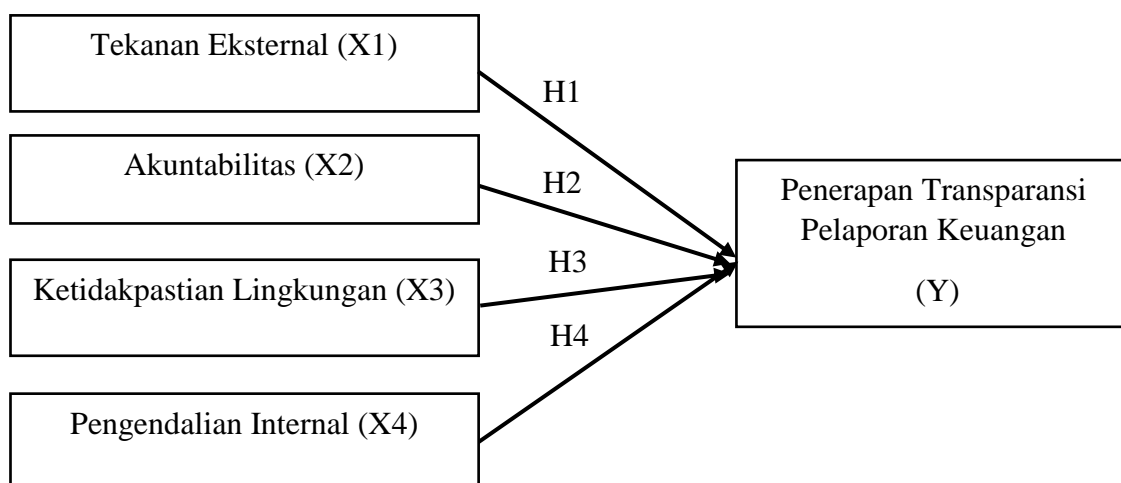 Tekanan Eksternal (X1)
H1
Akuntabilitas (X2)
H2
Penerapan Transparansi
Pelaporan Keuangan
(Y)
Ketidakpastian Lingkungan (X3)
H3
H4
Pengendalian Internal (X4)